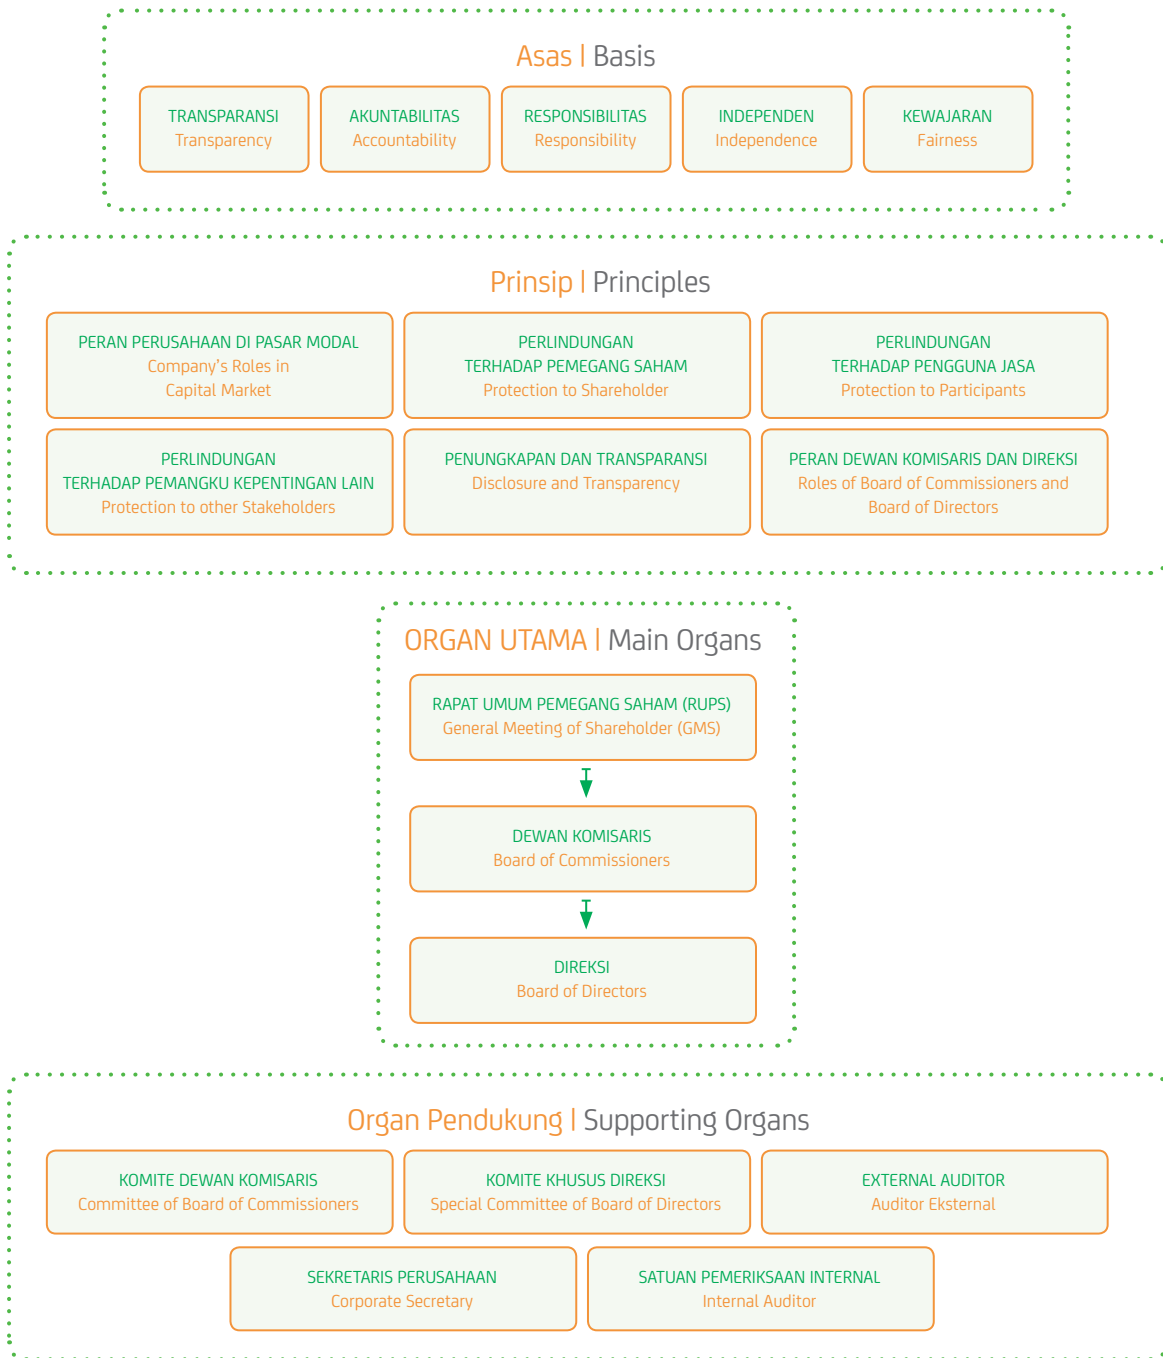 Asas | Basis
TRANSPARANSI
Transparency
AKUNTABILITAS
Accountability
RESPONSIBILITAS
Responsibility
INDEPENDEN
Independence
KEWAJARAN
Fairness
Prinsip | Principles
PERAN PERUSAHAAN DI PASAR MODAL
Company's Roles in
Capital Market
PERLINDUNGAN
TERHADAP PEMEGANG SAHAM
Protection to Shareholder
PERLINDUNGAN
TERHADAP PENGGUNA JASA
Protection to Participants
PERLINDUNGAN
TERHADAP PEMANGKU KEPENTINGAN LAIN
Protection to other Stakeholders
PENUNGKAPAN DAN TRANSPARANSI
Disclosure and Transparency
PERAN DEWAN KOMISARIS DAN DIREKSI
Roles of Board of Commissioners and
Board of Directors
ORGAN UTAMA | Main Organs
RAPAT UMUM PEMEGANG SAHAM (RUPS)
General Meeting of Shareholder (GMS)
DEWAN KOMISARIS
Board of Commissioners
DIREKSI
Board of Directors
Organ Pendukung | Supporting Organs
KOMITE DEWAN KOMISARIS
Committee of Board of Commissioners
KOMITE KHUSUS DIREKSI
Special Committee of Board of Directors
EXTERNAL AUDITOR
Auditor Eksternal
SEKRETARIS PERUSAHAAN
Corporate Secretary
SATUAN PEMERIKSAAN INTERNAL
Internal Auditor